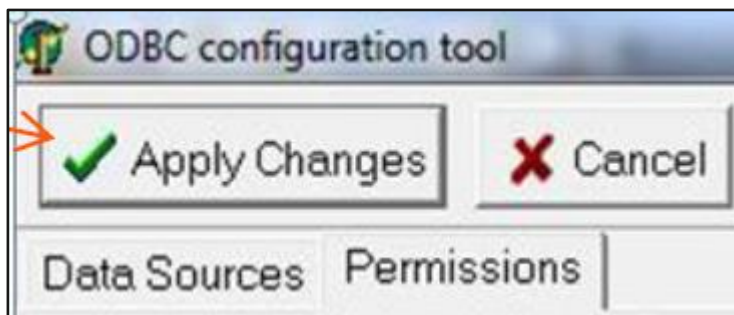 ODBC configuration tool
Apply Changes Cancel
Data Sources Permissions